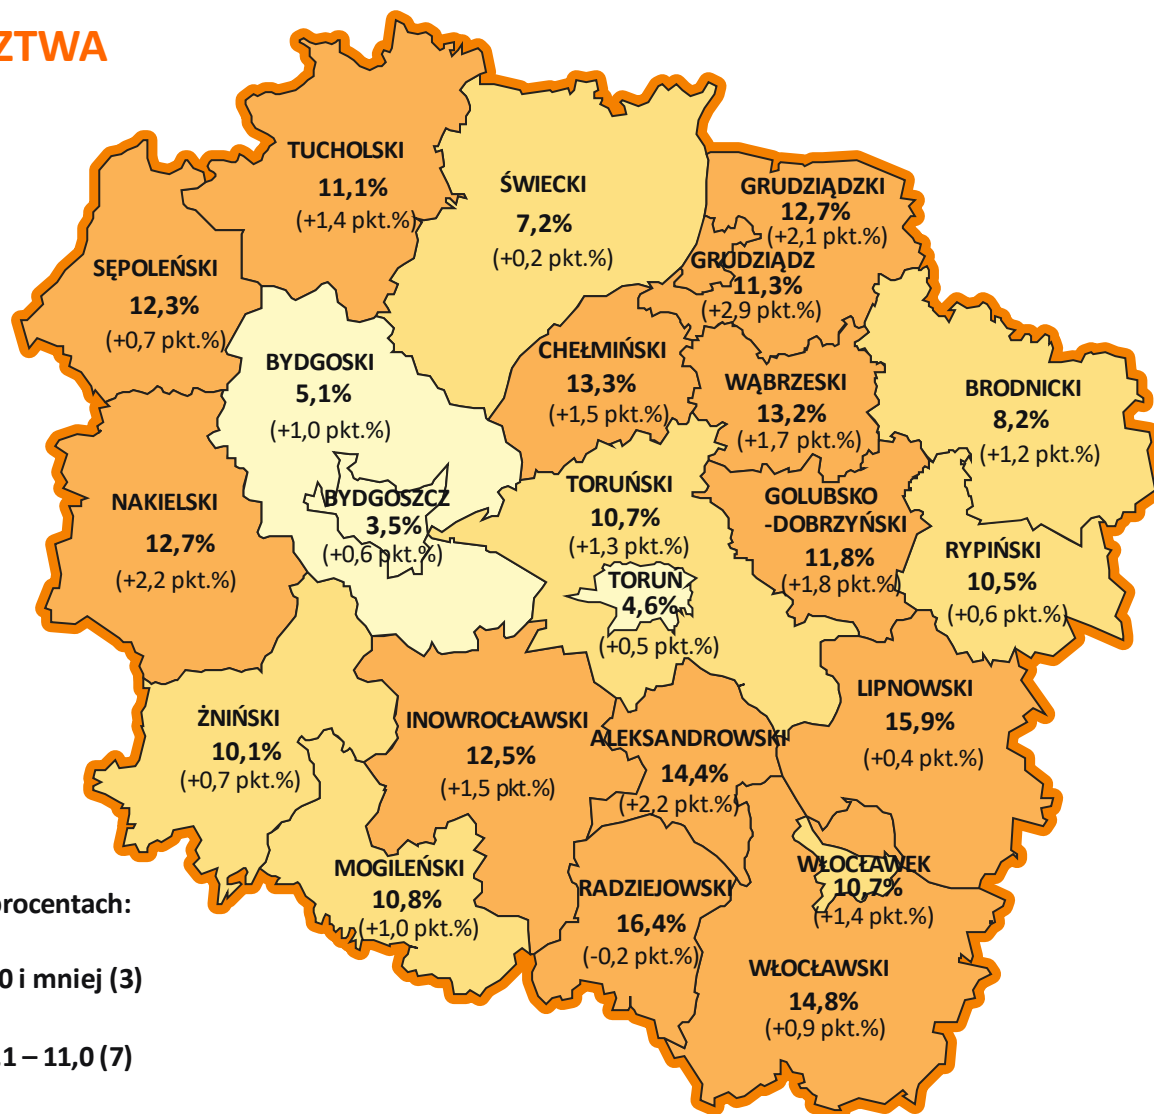 ZTWA
TUCHOLSKI
11,1%
(+1,4 pkt.%)
ŚWIECKI
7,2%
(+0,2 pkt.%)
GRUDZIĄDZKI
12,7%
(+2,1 pkt.%)
GRUDZIĄDZ
11,3%
(+2,9 pkt.%)
SĘPOLEŃSKI
12,3%
(+0,7 pkt.%)
BYDGOSKI
5,1%
(+1,0 pkt.%)
CHEŁMIŃSKI
13,3%
(+1,5 pkt.%)
WĄBRZESKI
13,2%
(+1,7 pkt.%)
BRODNICKI
8,2%
(+1,2 pkt.%)
NAKIELSKI
12,7%
(+2,2 pkt.%)
BYDGOSZCZ
3,5%
(+0,6 pkt.%)
TORUŃSKI
10,7%
(+1,3 pkt.%)
GOLUBSKO
-DOBRZYŃSKI
11,8%
(+1,8 pkt.%)
RYPIŃSKI
10,5%
(+0,6 pkt.%)
TORUŃ
4,6%
(+0,5 pkt.%)
ŻNIŃSKI
10,1%
(+0,7 pkt.%)
INOWROCŁAWSKI
12,5%
(+1,5 pkt.%)
ALEKSANDROWSKI
14,4%
(+2,2 pkt.%)
LIPNOWSKI
15,9%
(+0,4 pkt.%)
MOGILEŃSKI
10,8%
(+1,0 pkt.%)
RADZIEJOWSKI
16,4%
(-0,2 pkt.%)
WŁOCŁAWEK
10,7%
(+1,4 pkt.%)
WŁOCŁAWSKI
14,8%
(+0,9 pkt.%)
procentach:
0 i mniej (3)
,1 – 11,0 (7)